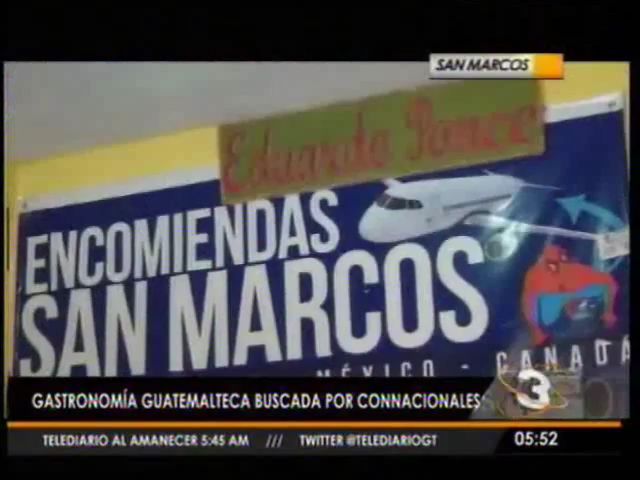 SAN MARCOS
Eduardo Ponce
ENCOMIENDAS
SAN MARCOS
MÉXICO - CANADÁ
GASTRONOMÍA GUATEMALTECA BUSCADA POR CONNACIONALES
3
TELEDIARIO AL AMANECER 5:45 AM /// TWITTER @TELEDIARIOGT 05:52